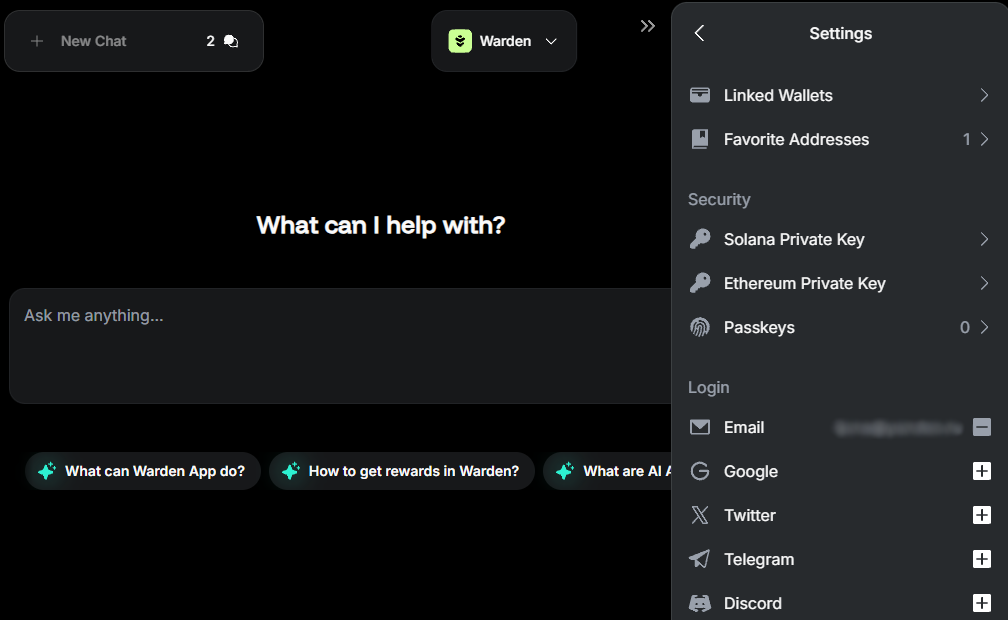 New Chat
2
Warden
What can I help with?
Ask me anything...
What can Warden App do?
How to get rewards in Warden?
What are AI A
Settings
Linked Wallets
Favorite Addresses 1
Security
Solana Private Key
Ethereum Private Key
Passkeys 0
Login
Email
Google
Twitter
Telegram
Discord